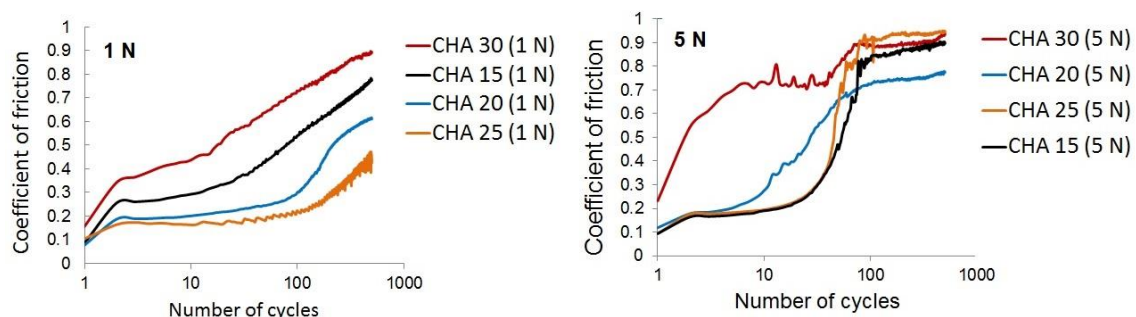 1 N
Coefficient of friction
1
0.9
0.8
0.7
0.6
0.5
0.4
0.3
0.2
0.1
0
1
10
100
1000
Number of cycles
CHA 30 (1 N)
CHA 15 (1 N)
CHA 20 (1 N)
CHA 25 (1 N)
5 N
Coefficient of friction
1
0.9
0.8
0.7
0.6
0.5
0.4
0.3
0.2
0.1
0
1
10
100
1000
Number of cycles
CHA 30 (5 N)
CHA 20 (5 N)
CHA 25 (5 N)
CHA 15 (5 N)